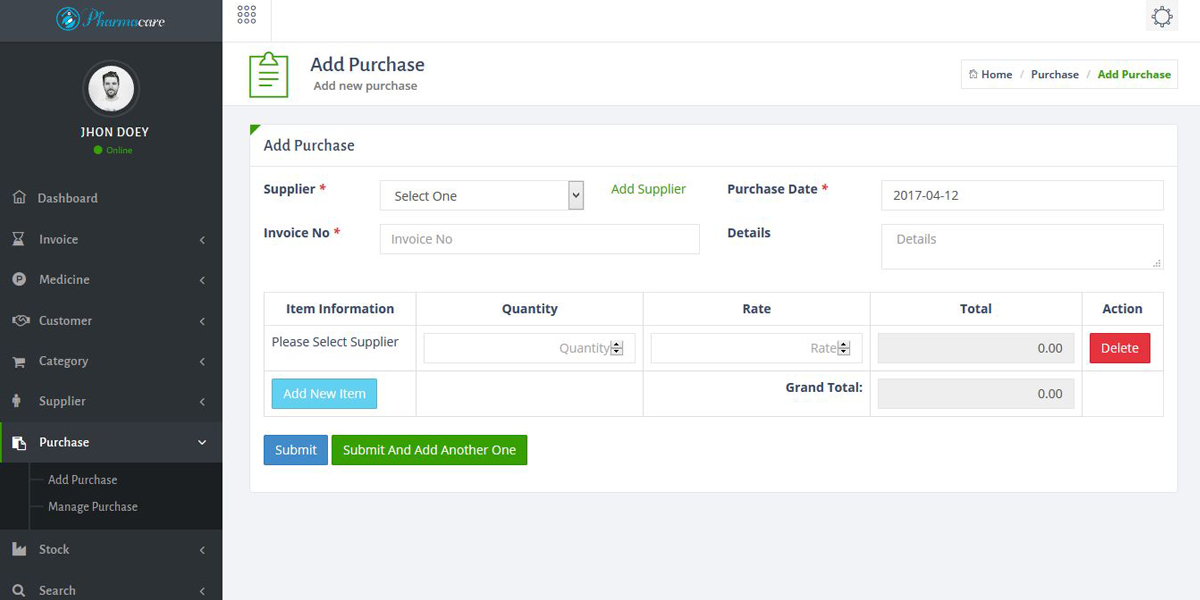 Pharmacare
JHON DOEY
Online
Dashboard
Invoice
Medicine
Customer
Category
Supplier
Purchase
Add Purchase
Manage Purchase
Stock
Search
Add Purchase
Add new purchase
Home / Purchase / Add Purchase
Add Purchase
Supplier * Select One Add Supplier Purchase Date * 2017-04-12
Invoice No * Invoice No Details Details
Item Information Quantity Rate Total Action
Please Select Supplier Quantity Rate 0.00 Delete
Add New Item Grand Total: 0.00
Submit Submit And Add Another One